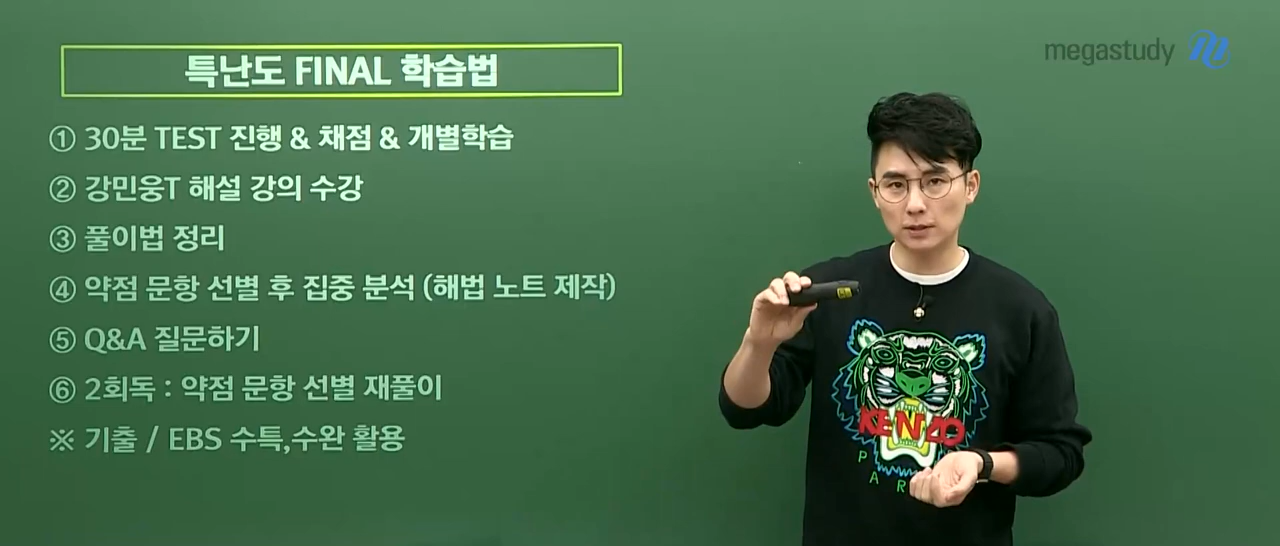 특난도 FINAL 학습법
megastudy
① 30분 TEST 진행 & 채점 & 개별학습
② 강민웅T 해설 강의 수강
③ 풀이법 정리
④ 약점 문항 선별 후 집중 분석 (해법 노트 제작)
⑤ Q&A 질문하기
⑥ 2회독 : 약점 문항 선별 재풀이
※ 기출 / EBS 수특,수완 활용
KENZO
PAR